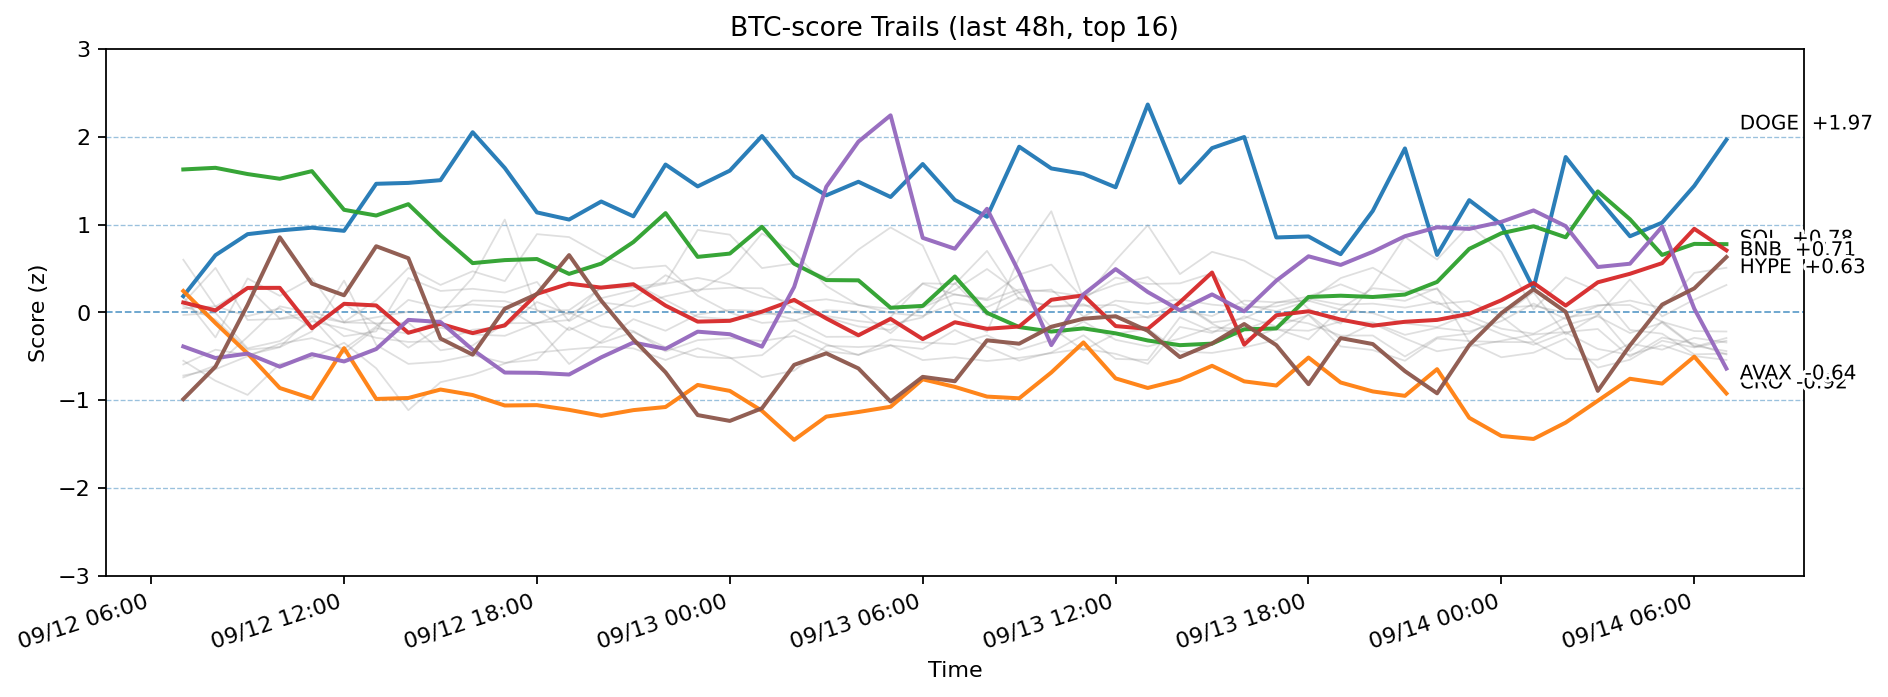 BTC-score Trails (last 48h, top 16)
Score (z)
3
2
1
0
−1
−2
−3
DOGE +1.97
SOL +0.78
BNB +0.71
HYPE +0.63
AVAX -0.64
CRO -0.92
09/12 06:00
09/12 12:00
09/12 18:00
09/13 00:00
09/13 06:00
09/13 12:00
09/13 18:00
09/14 00:00
09/14 06:00
Time